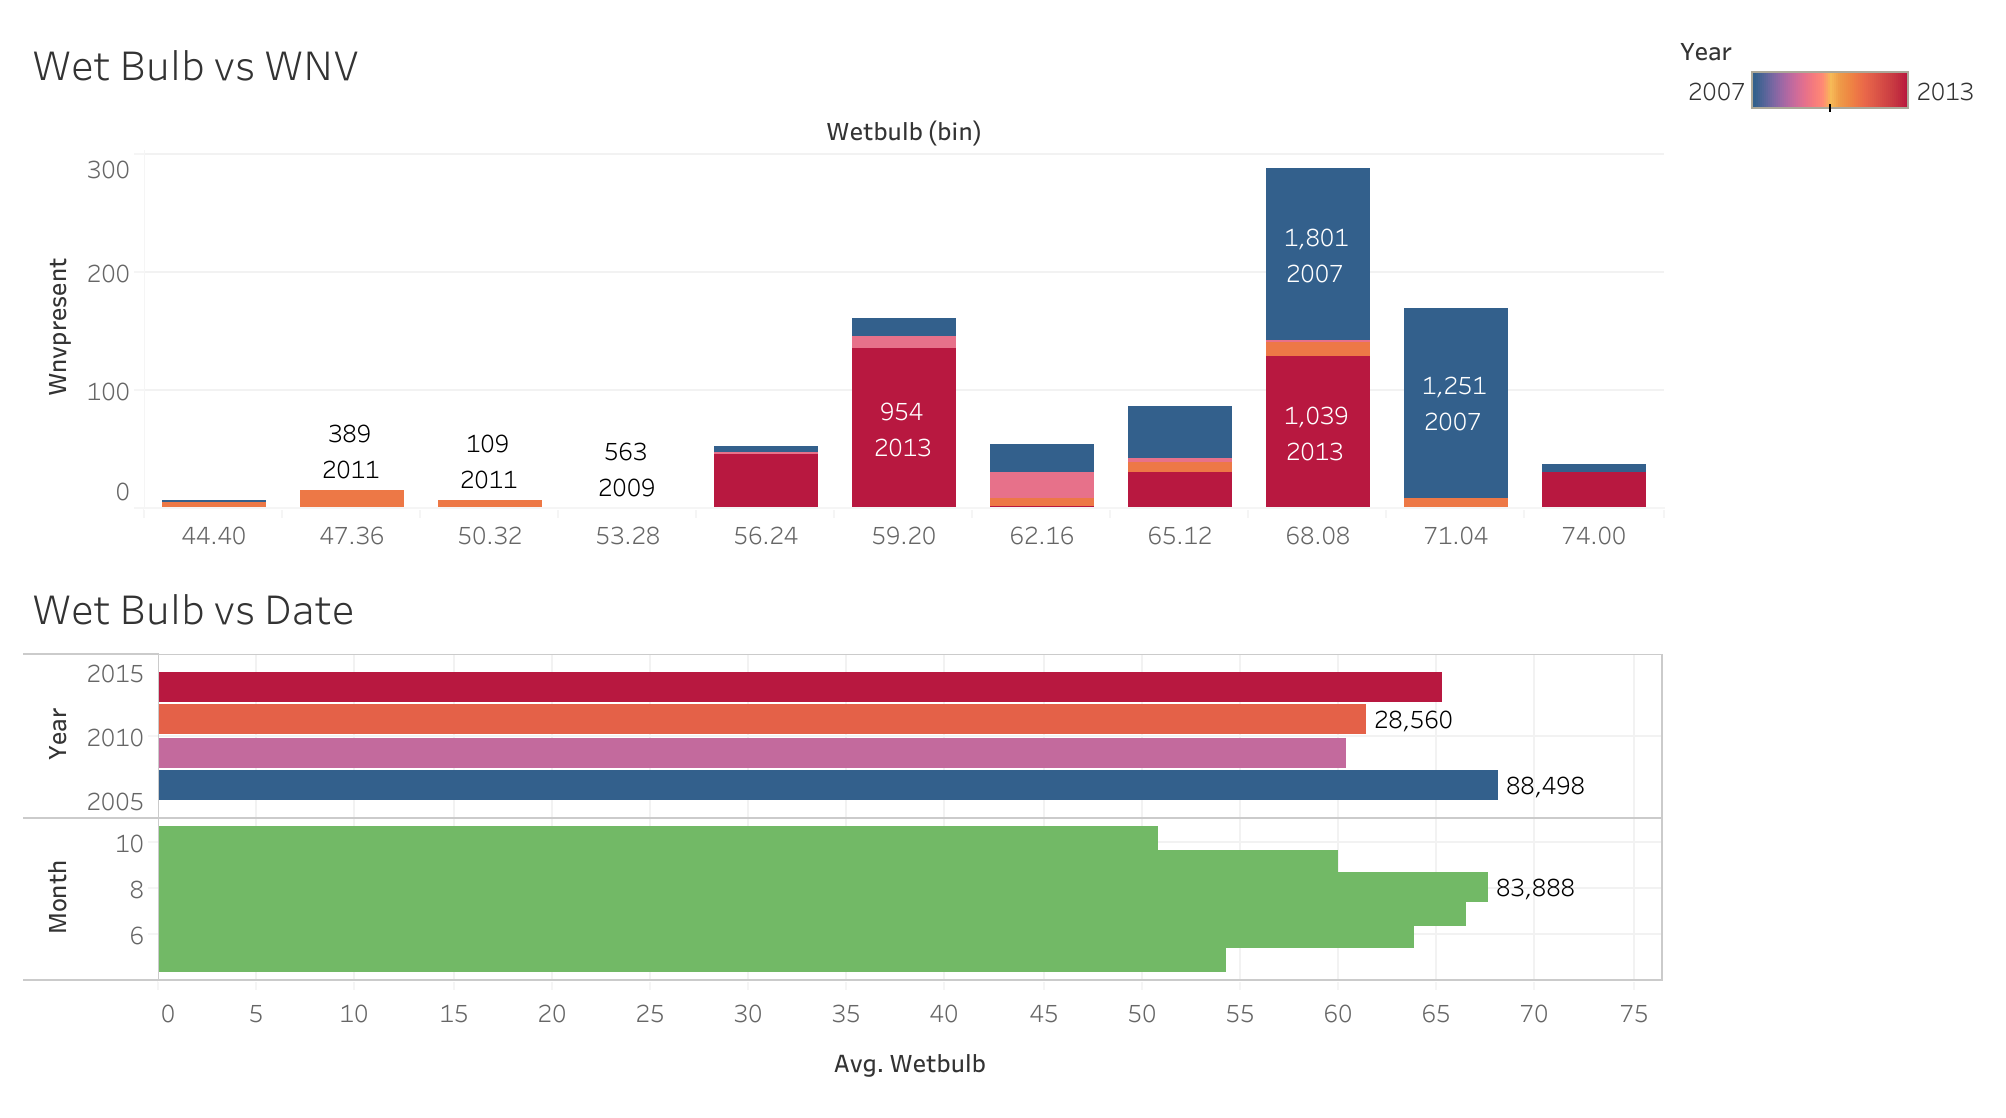 Wet Bulb vs WNV
Year
2007 2013
Wetbulb (bin)
300
200
100
0
Wnvpresent
389
2011
109
2011
563
2009
954
2013
1,801
2007
1,039
2013
1,251
2007
44.40 47.36 50.32 53.28 56.24 59.20 62.16 65.12 68.08 71.04 74.00
Wet Bulb vs Date
Year
2015
2010
2005
28,560
88,498
Month
10
8
6
83,888
0 5 10 15 20 25 30 35 40 45 50 55 60 65 70 75
Avg. Wetbulb